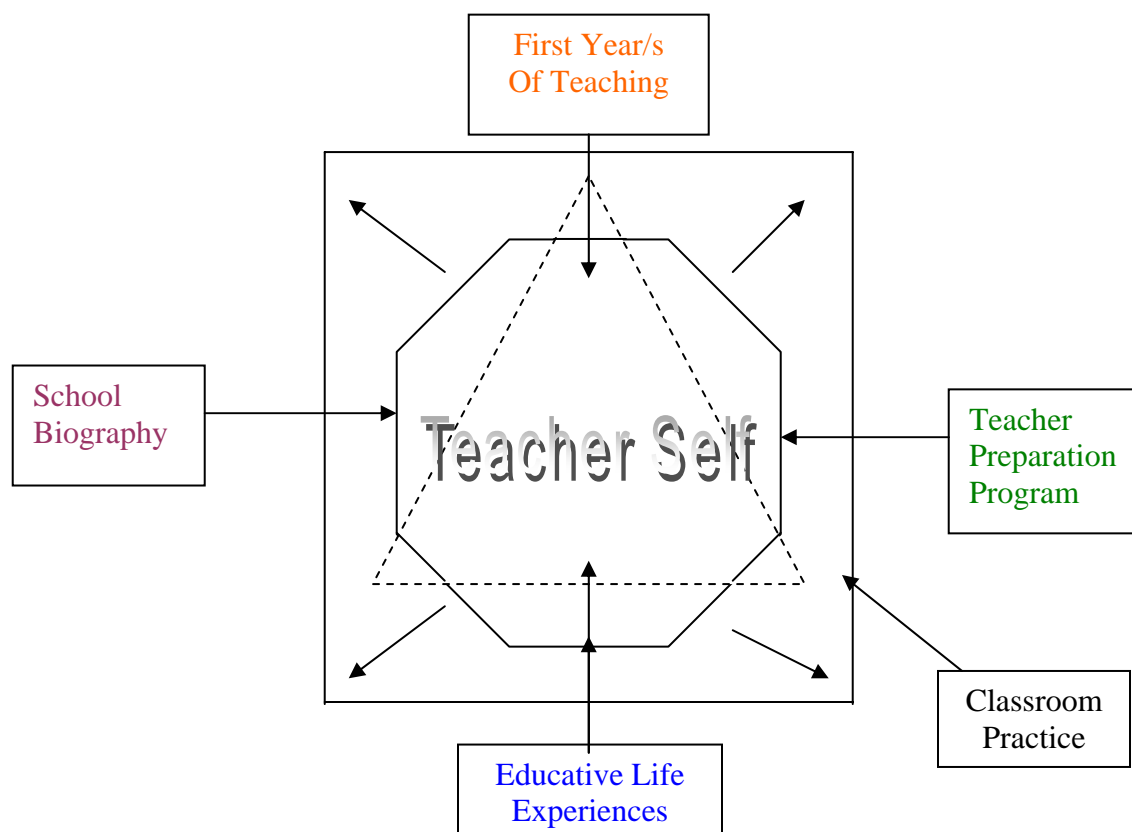 First Year/s
Of Teaching
School
Biography
Teacher Self
Teacher
Preparation
Program
Classroom
Practice
Educative Life
Experiences